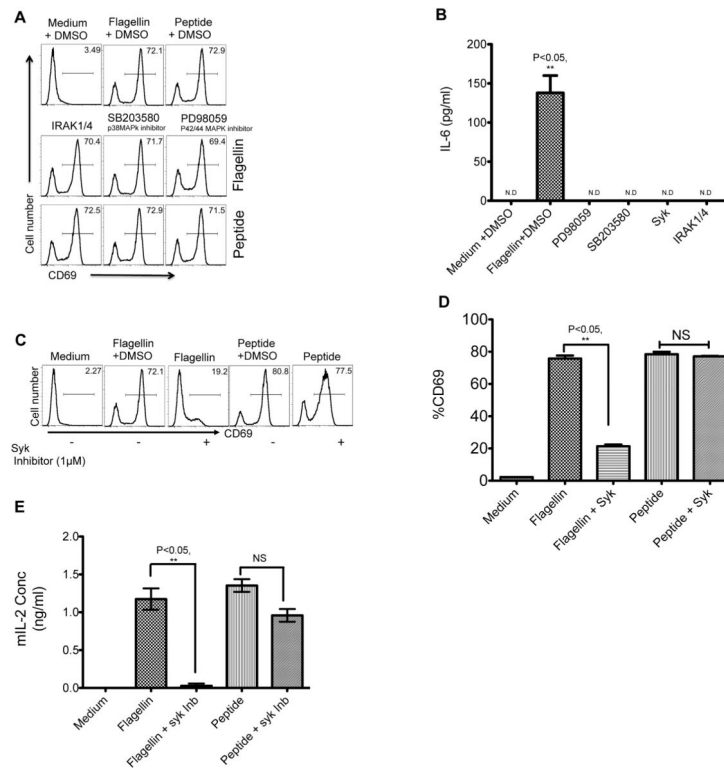 A
Medium Flagellin Peptide
+ DMSO + DMSO + DMSO
3.49 72.1 72.9
IRAK1/4 SB203580 PD98059
p38MAPk inhibitor P42/44 MAPK inhibitor
70.4 71.7 69.4
Flagellin
72.5 72.9 71.5
Peptide
Cell number
CD69
B
IL-6 (pg/ml)
200
150
100
50
0
P<0.05,
**
N.D N.D N.D N.D N.D
Medium +DMSO
Flagellin+DMSO
PD98059
SB203580
Syk
IRAK1/4
C
Medium Flagellin +DMSO Flagellin Peptide +DMSO Peptide
2.27 72.1 19.2 80.8 77.5
Cell number
CD69
Syk - - + - +
Inhibitor (1µM)
D
%CD69
100
80
60
40
20
0
P<0.05,
**
NS
Medium
Flagellin
Flagellin + Syk
Peptide
Peptide + Syk
E
mIL-2 Conc
(ng/ml)
2.0
1.5
1.0
0.5
0.0
P<0.05,
**
NS
Medium
Flagellin
Flagellin + syk Inb
Peptide
Peptide + syk Inb